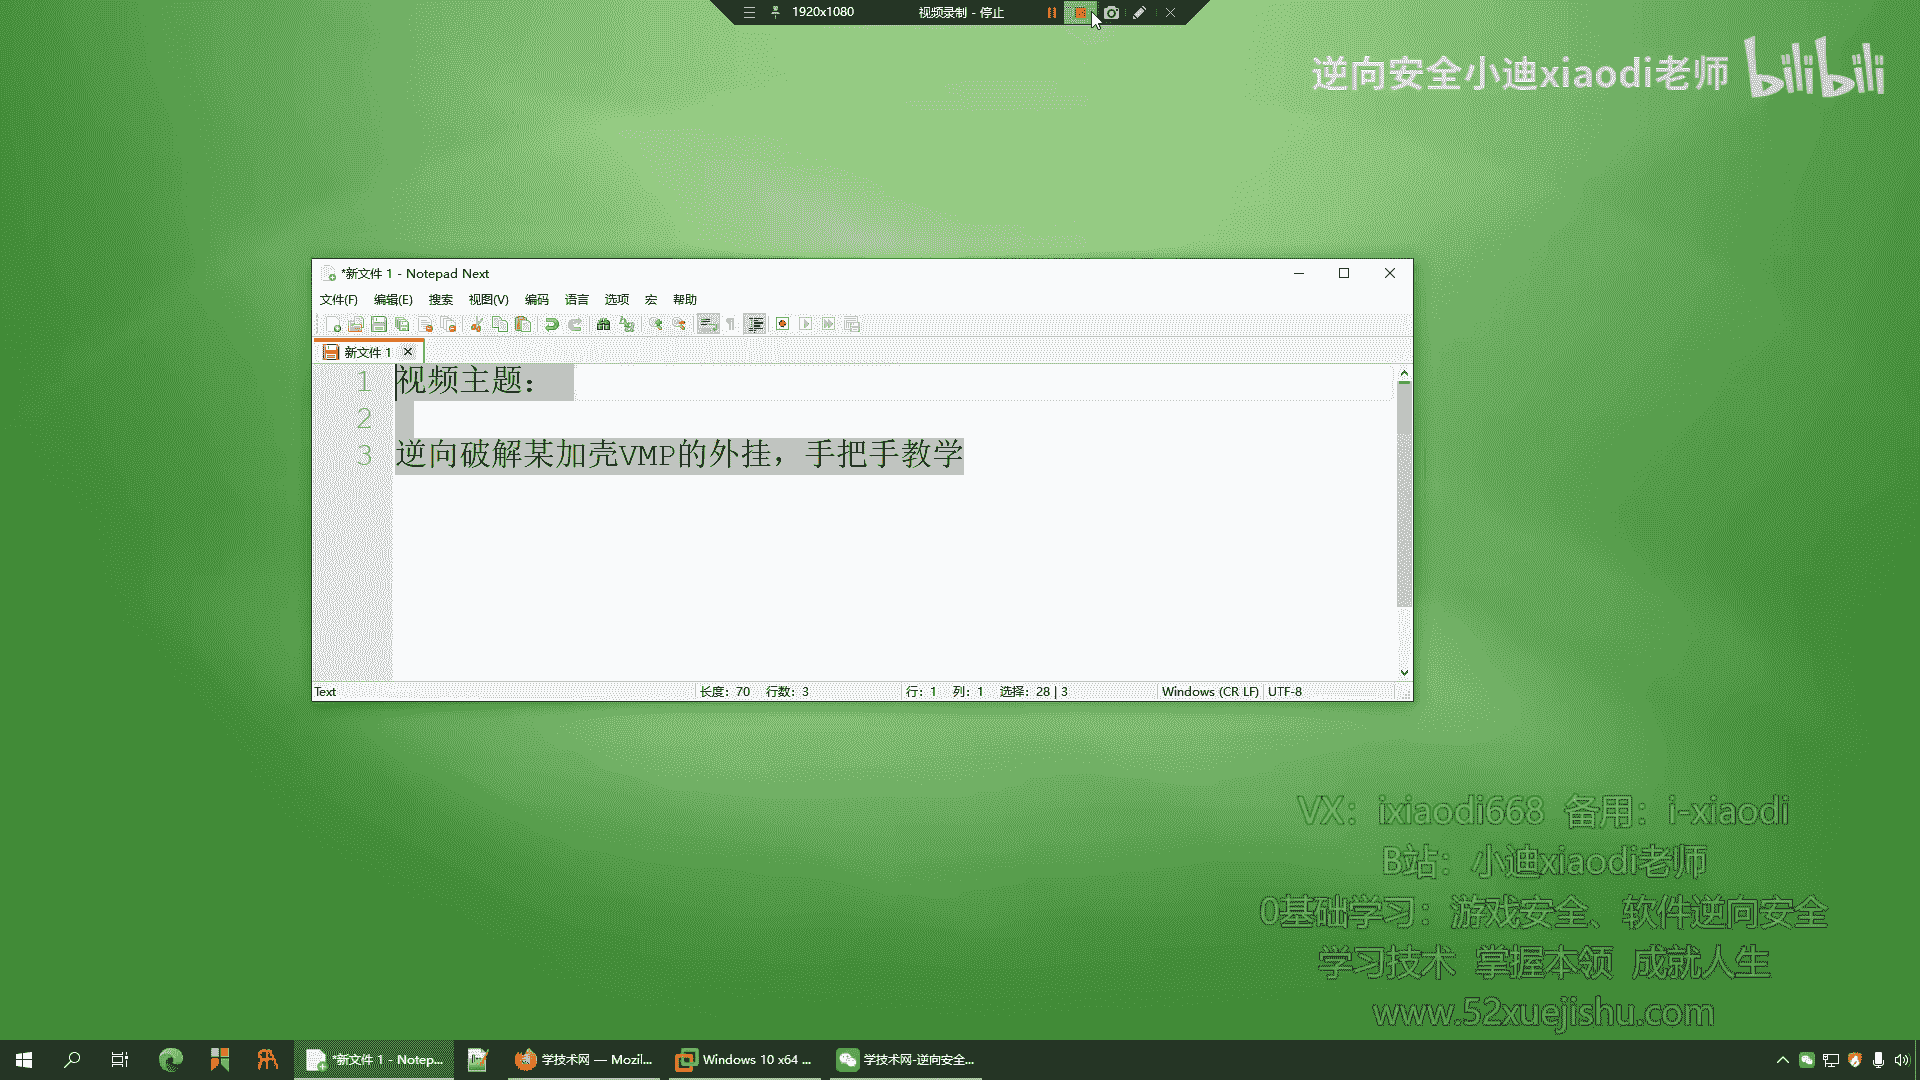 1920x1080
视频录制 - 停止
逆向安全小迪xiaodi老师 bilibili
*新文件 1 - Notepad Next
文件(F) 编辑(E) 搜索 视图(V) 编码 语言 选项 宏 帮助
新文件 1
1 视频主题：
2
3 逆向破解某加壳VMP的外挂，手把手教学
Text 长度：70 行数：3 行：1 列：1 选择：28 | 3 Windows (CR LF) UTF-8
VX：ixiaodi668 备用：i-xiaodi
B站：小迪xiaodi老师
0基础学习：游戏安全、软件逆向安全
学习技术 掌握本领 成就人生
www.52xuejishu.com
*新文件 1 - Notep... 学技术网 — Mozil... Windows 10 x64 ... 学技术网-逆向安全...